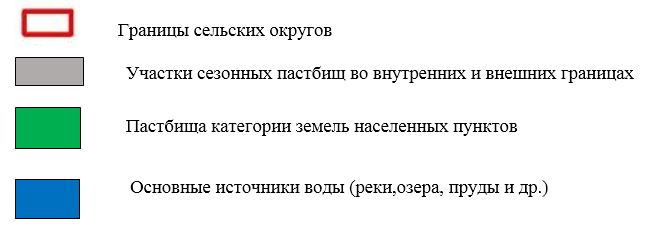 Границы сельских округов
Участки сезонных пастбищ во внутренних и внешних границах
Пастбища категории земель населенных пунктов
Основные источники воды (реки,озера, пруды и др.)